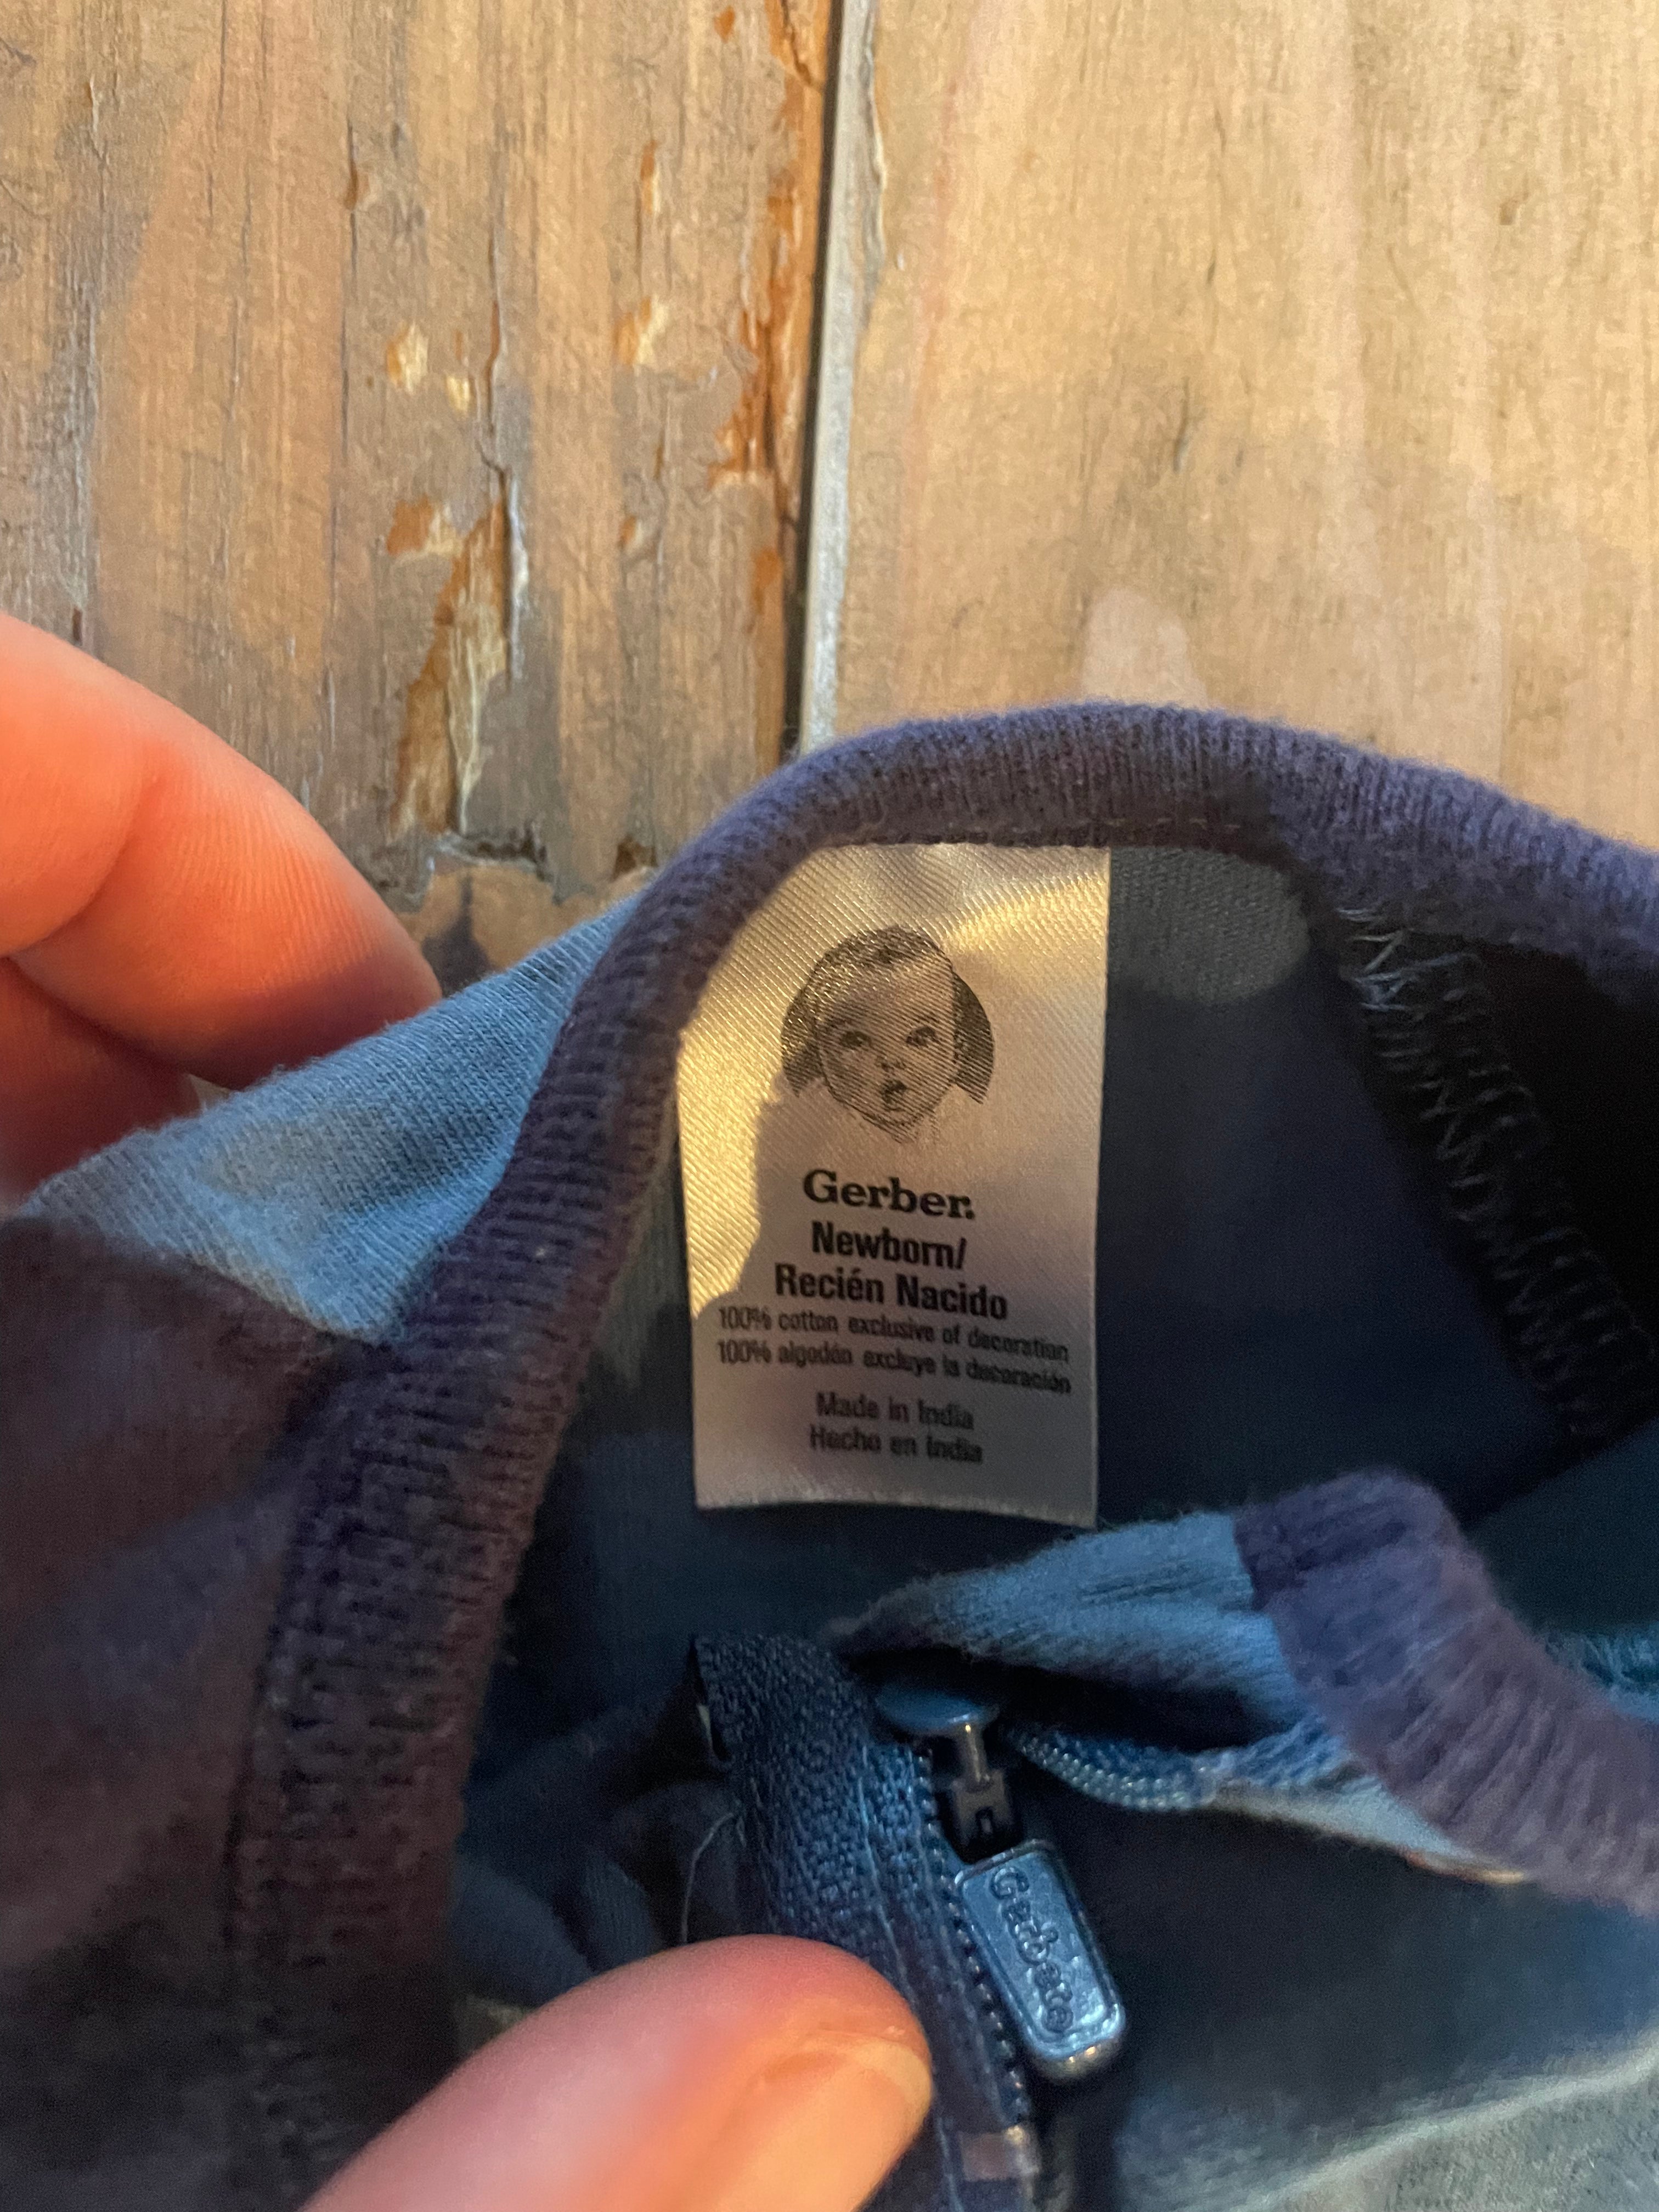 Gerber.
Newborn/
Recién Nacido
100% cotton exclusive of decoration
100% algodón excluye la decoración
Made in India
Hecho en India
Gerber